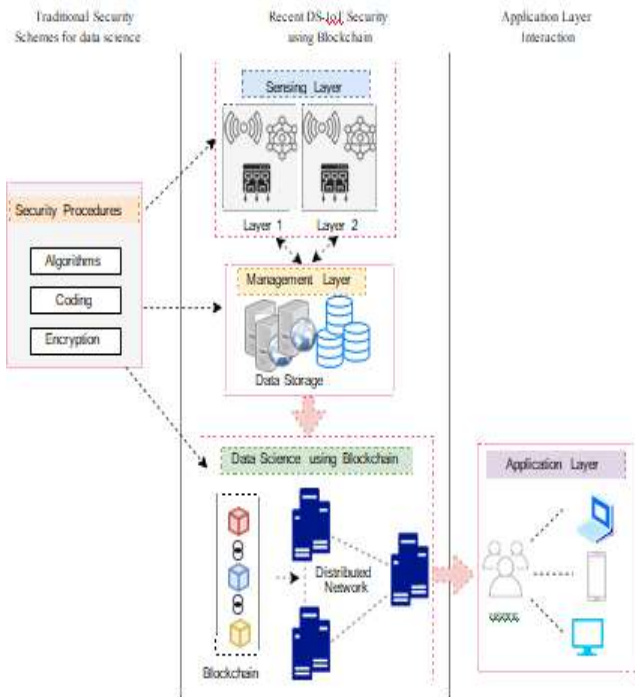 Traditional Security
Schemes for data science
Recent DS-IoT Security
using Blockchain
Application Layer
Interaction
Sensing Layer
Layer 1
Layer 2
Security Procedures
Algorithms
Coding
Encryption
Management Layer
Data Storage
Data Science using Blockchain
Distributed
Network
Blockchain
Application Layer